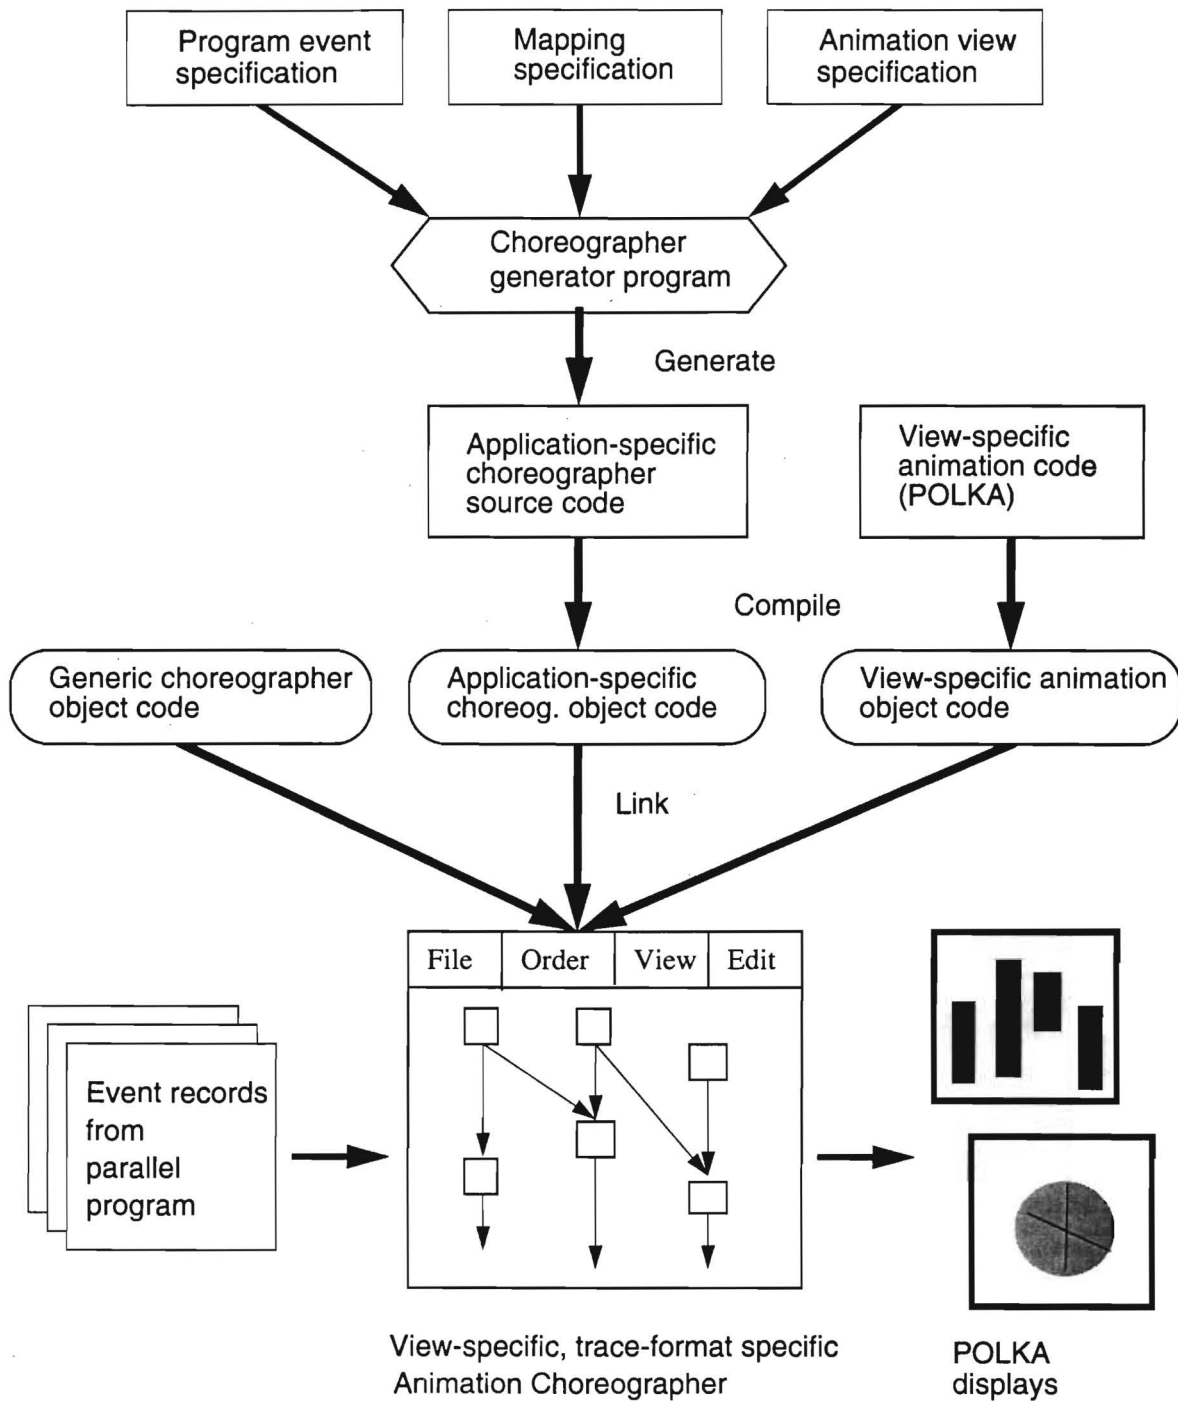 Program event
specification
Mapping
specification
Animation view
specification
Choreographer
generator program
Generate
Application-specific
choreographer
source code
View-specific
animation code
(POLKA)
Compile
Generic choreographer
object code
Application-specific
choreog. object code
View-specific animation
object code
Link
File
Order
View
Edit
Event records
from
parallel
program
View-specific, trace-format specific
Animation Choreographer
POLKA
displays